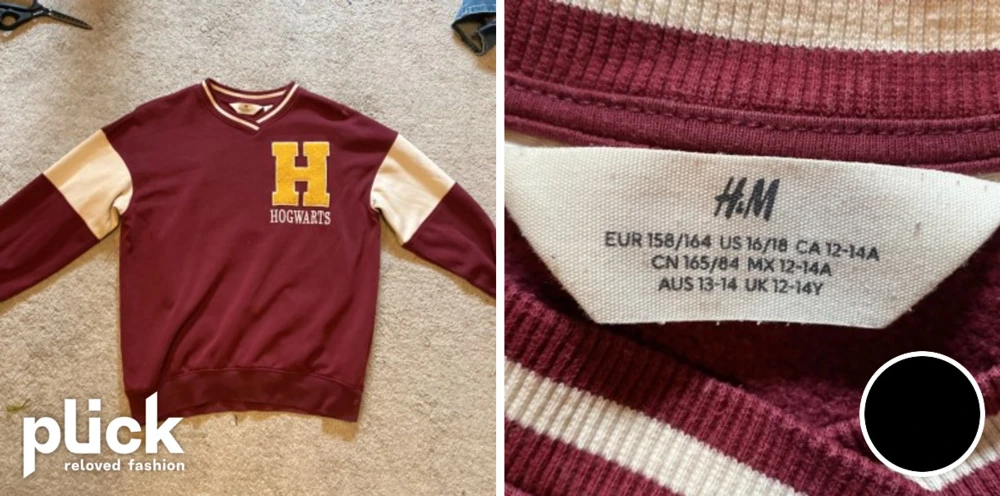 H
HOGWARTS
plick
reloved fashion
H&M
EUR 158/164 US 16/18 CA 12-14A
CN 165/84 MX 12-14A
AUS 13-14 UK 12-14Y